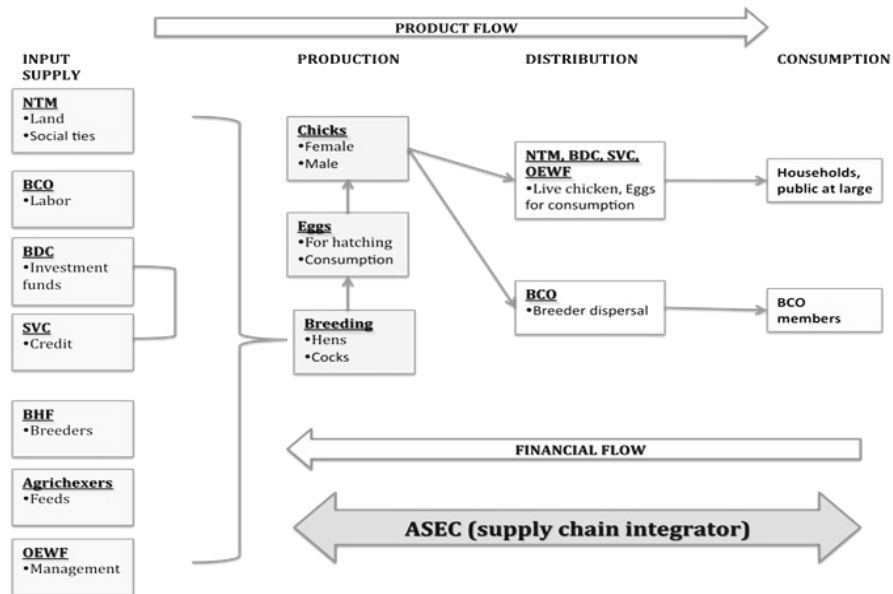 PRODUCT FLOW
INPUT
SUPPLY
PRODUCTION
DISTRIBUTION
CONSUMPTION
NTM
•Land
•Social ties
BCO
•Labor
BDC
•Investment
funds
SVC
•Credit
BHF
•Breeders
Agrichexers
•Feeds
OEWF
•Management
Chicks
•Female
•Male
Eggs
•For hatching
•Consumption
Breeding
•Hens
•Cocks
NTM, BDC, SVC,
OEWF
•Live chicken, Eggs
for consumption
BCO
•Breeder dispersal
Households,
public at large
BCO
members
FINANCIAL FLOW
ASEC (supply chain integrator)